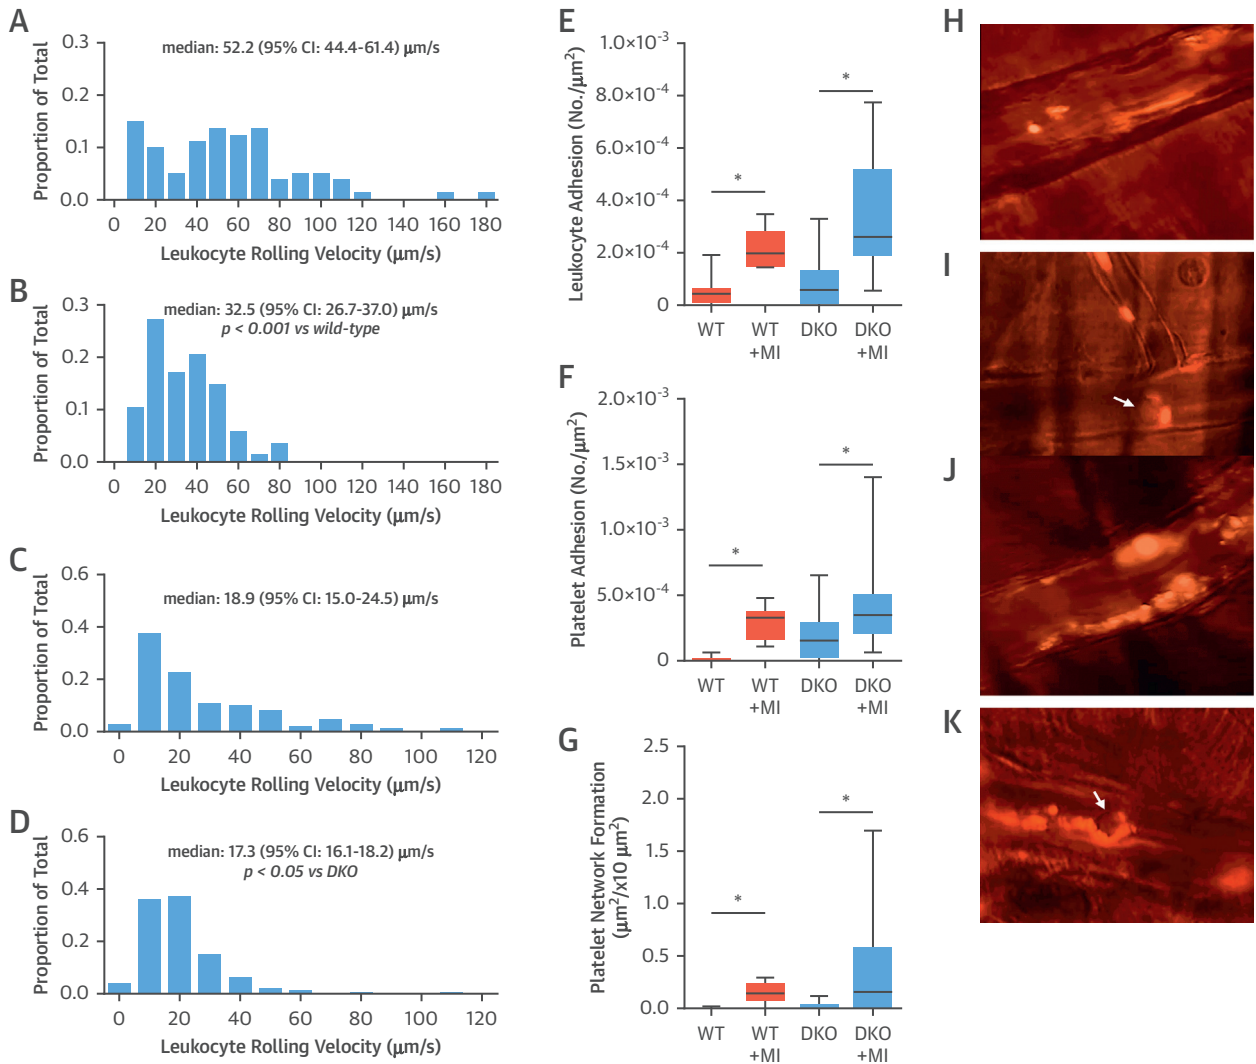 A
median: 52.2 (95% CI: 44.4-61.4) μm/s
Proportion of Total
0.3
0.2
0.1
0.0
0 20 40 60 80 100 120 140 160 180
Leukocyte Rolling Velocity (μm/s)
B
median: 32.5 (95% CI: 26.7-37.0) μm/s
p < 0.001 vs wild-type
Proportion of Total
0.3
0.2
0.1
0.0
0 20 40 60 80 100 120 140 160 180
Leukocyte Rolling Velocity (μm/s)
C
median: 18.9 (95% CI: 15.0-24.5) μm/s
Proportion of Total
0.6
0.4
0.2
0.0
0 20 40 60 80 100 120
Leukocyte Rolling Velocity (μm/s)
D
median: 17.3 (95% CI: 16.1-18.2) μm/s
p < 0.05 vs DKO
Proportion of Total
0.6
0.4
0.2
0.0
0 20 40 60 80 100 120
Leukocyte Rolling Velocity (μm/s)
E
Leukocyte Adhesion (No./μm²)
1.0×10⁻³
8.0×10⁻⁴
6.0×10⁻⁴
4.0×10⁻⁴
2.0×10⁻⁴
0
* *
WT WT DKO DKO
+MI +MI
F
Platelet Adhesion (No./μm²)
2.0×10⁻³
1.5×10⁻³
1.0×10⁻³
5.0×10⁻⁴
0
* *
WT WT DKO DKO
+MI +MI
G
Platelet Network Formation
(μm²/x10 μm²)
2.5
2.0
1.5
1.0
0.5
0.0
* *
WT WT DKO DKO
+MI +MI
H
I
J
K